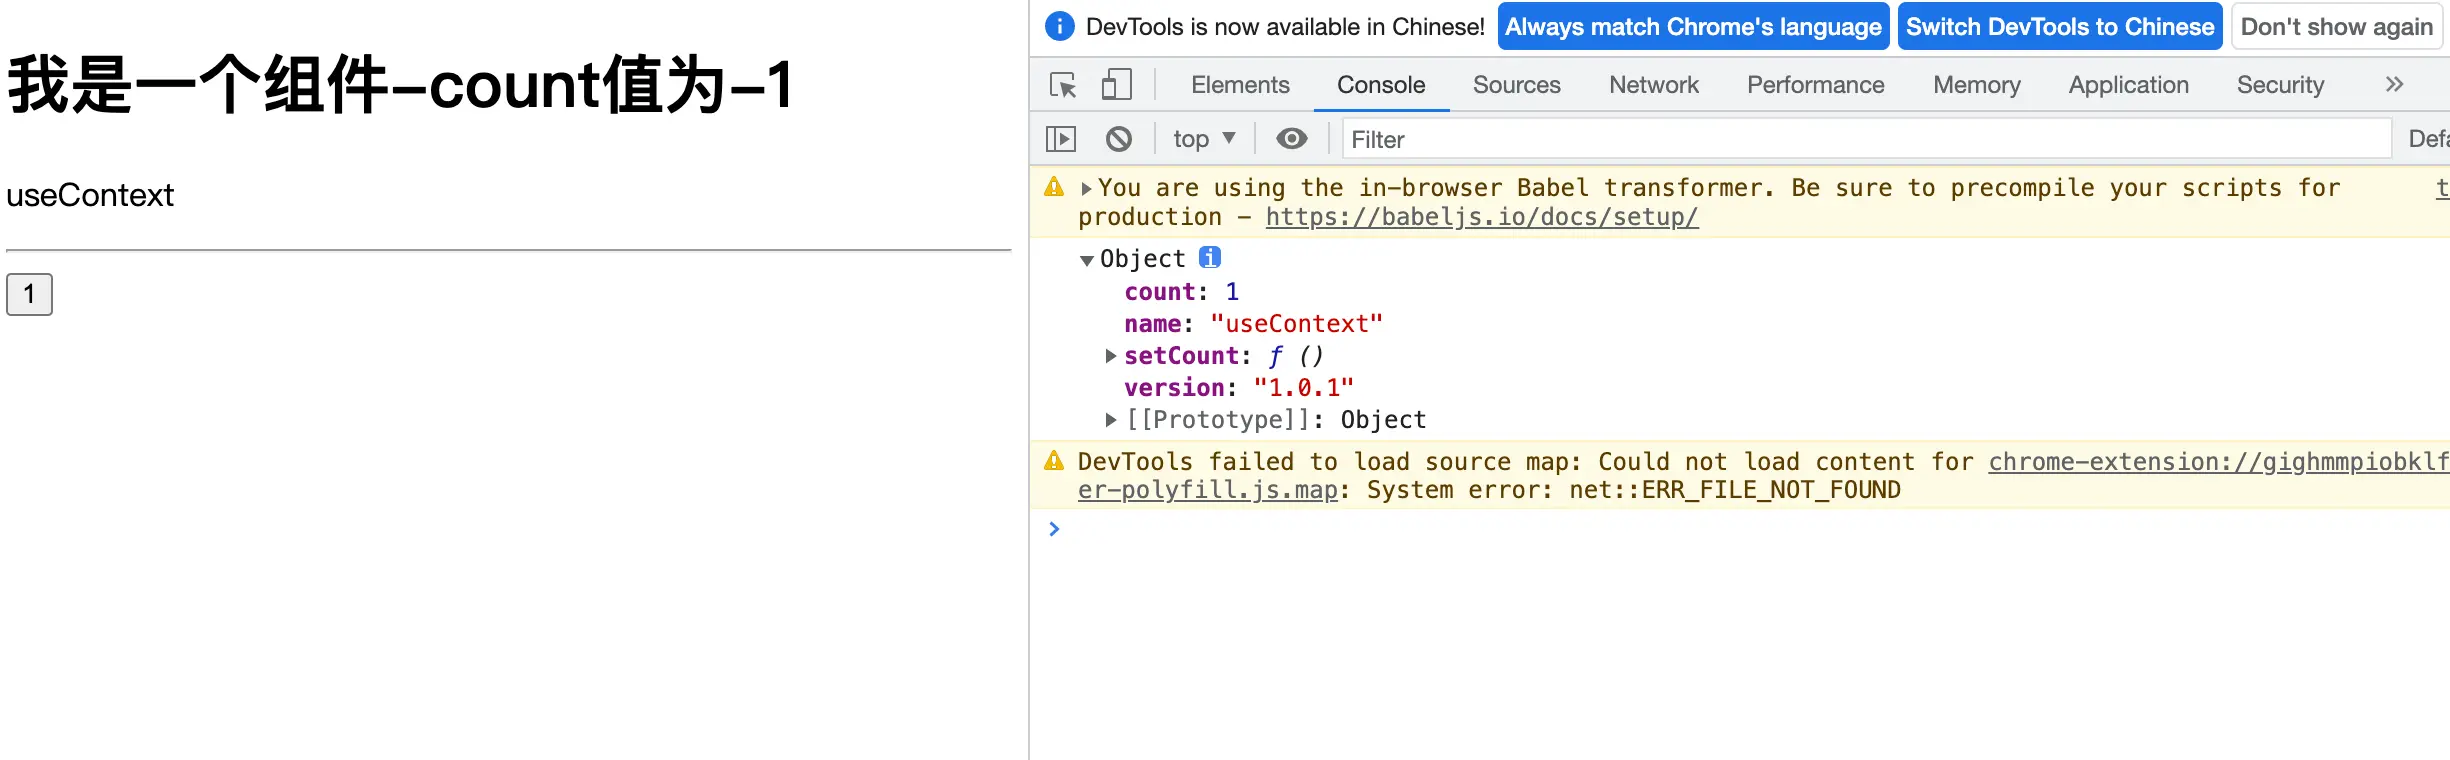 我是一个组件-count值为-1
useContext
1
DevTools is now available in Chinese! Always match Chrome's language Switch DevTools to Chinese Don't show again
Elements Console Sources Network Performance Memory Application Security
top Filter
You are using the in-browser Babel transformer. Be sure to precompile your scripts for
production - https://babeljs.io/docs/setup/
Object
count: 1
name: "useContext"
setCount: ƒ ()
version: "1.0.1"
[[Prototype]]: Object
DevTools failed to load source map: Could not load content for chrome-extension://gighmmpiobklf
er-polyfill.js.map: System error: net::ERR_FILE_NOT_FOUND